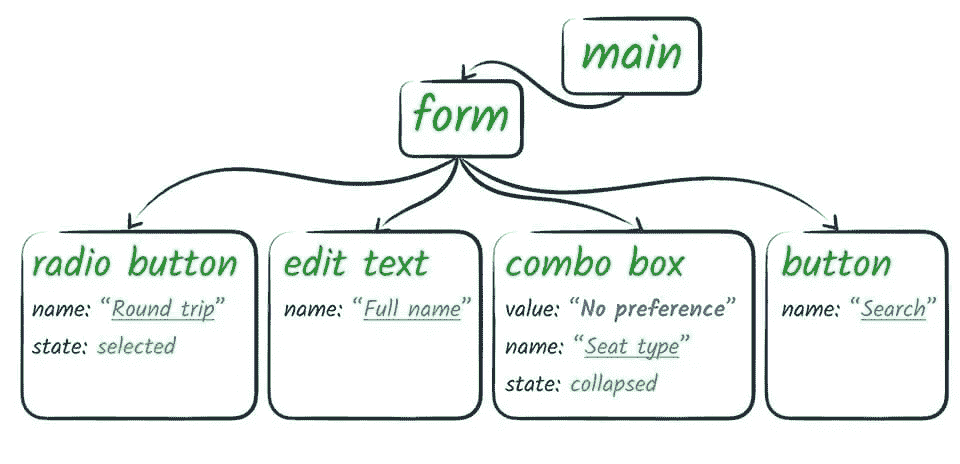 main
form
radio button
name: “Round trip”
state: selected
edit text
name: “Full name”
combo box
value: “No preference”
name: “Seat type”
state: collapsed
button
name: “Search”